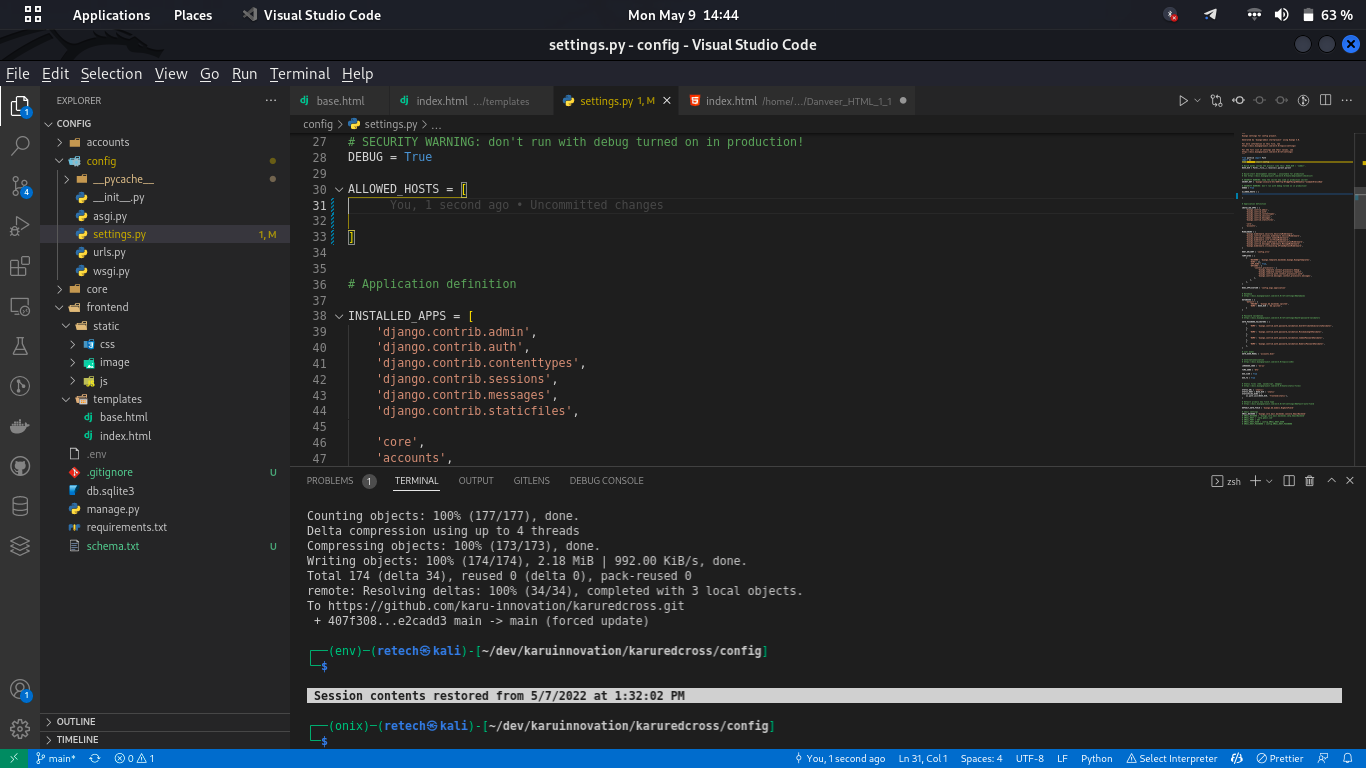 Applications Places Visual Studio Code Mon May 9 14:44 63 %
settings.py - config - Visual Studio Code
File Edit Selection View Go Run Terminal Help
EXPLORER
CONFIG
accounts
config
__pycache__
__init__.py
asgi.py
settings.py 1, M
urls.py
wsgi.py
core
frontend
static
css
image
js
templates
base.html
index.html
.env
.gitignore U
db.sqlite3
manage.py
requirements.txt
schema.txt U
OUTLINE
TIMELINE
1
4
1
base.html index.html .../templates settings.py 1, M index.html /home/.../Danveer_HTML_1_1
config > settings.py > ...
27 # SECURITY WARNING: don't run with debug turned on in production!
28 DEBUG = True
29
30 ALLOWED_HOSTS = [
31 You, 1 second ago • Uncommitted changes
32
33 ]
34
35
36 # Application definition
37
38 INSTALLED_APPS = [
39 'django.contrib.admin',
40 'django.contrib.auth',
41 'django.contrib.contenttypes',
42 'django.contrib.sessions',
43 'django.contrib.messages',
44 'django.contrib.staticfiles',
45
46 'core',
47 'accounts',
PROBLEMS 1 TERMINAL OUTPUT GITLENS DEBUG CONSOLE zsh
Counting objects: 100% (177/177), done.
Delta compression using up to 4 threads
Compressing objects: 100% (173/173), done.
Writing objects: 100% (174/174), 2.18 MiB | 992.00 KiB/s, done.
Total 174 (delta 34), reused 0 (delta 0), pack-reused 0
remote: Resolving deltas: 100% (34/34), completed with 3 local objects.
To https://github.com/karu-innovation/karuredcross.git
+ 407f308...e2cadd3 main -> main (forced update)
┌──(env)─(retech㉿kali)-[~/dev/karuinnovation/karuredcross/config]
└─$
Session contents restored from 5/7/2022 at 1:32:02 PM
┌──(onix)─(retech㉿kali)-[~/dev/karuinnovation/karuredcross/config]
└─$
main* 0 1 You, 1 second ago Ln 31, Col 1 Spaces: 4 UTF-8 LF Python Select Interpreter Prettier